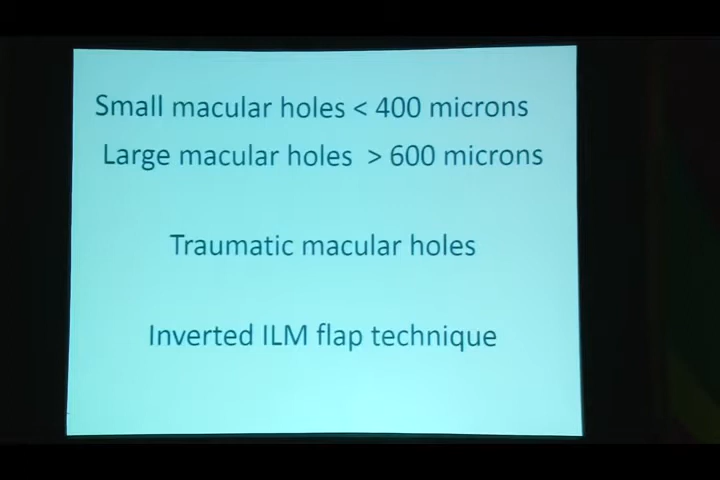 Small macular holes < 400 microns
Large macular holes > 600 microns
Traumatic macular holes
Inverted ILM flap technique